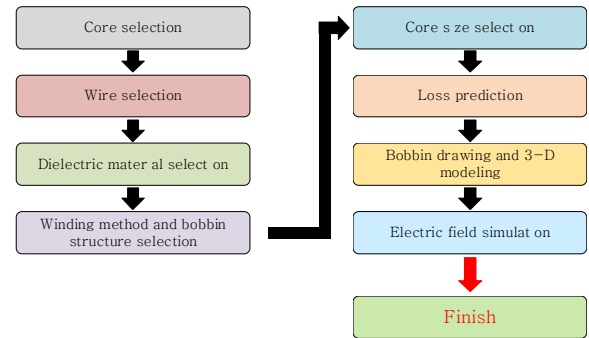 Core selection
Wire selection
Dielectric mater al select on
Winding method and bobbin
structure selection
Core s ze select on
Loss prediction
Bobbin drawing and 3-D
modeling
Electric field simulat on
Finish